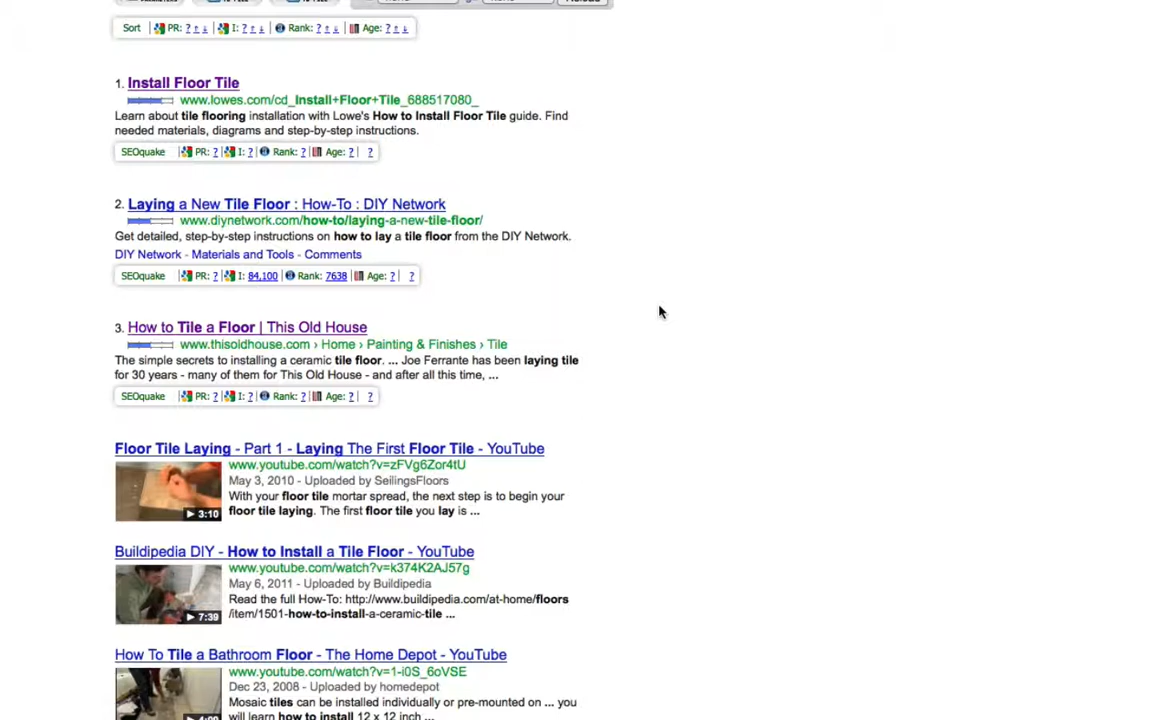 Sort PR: ? I: ? Rank: ? Age: ?
1. Install Floor Tile
www.lowes.com/cd_Install+Floor+Tile_688517080_
Learn about tile flooring installation with Lowe's How to Install Floor Tile guide. Find
needed materials, diagrams and step-by-step instructions.
SEOquake PR: ? I: ? Rank: ? Age: ? ?
2. Laying a New Tile Floor : How-To : DIY Network
www.diynetwork.com/how-to/laying-a-new-tile-floor/
Get detailed, step-by-step instructions on how to lay a tile floor from the DIY Network.
DIY Network - Materials and Tools - Comments
SEOquake PR: ? I: 84,100 Rank: 7638 Age: ? ?
3. How to Tile a Floor | This Old House
www.thisoldhouse.com › Home › Painting & Finishes › Tile
The simple secrets to installing a ceramic tile floor. ... Joe Ferrante has been laying tile
for 30 years - many of them for This Old House - and after all this time, ...
SEOquake PR: ? I: ? Rank: ? Age: ? ?
Floor Tile Laying - Part 1 - Laying The First Floor Tile - YouTube
www.youtube.com/watch?v=zFVg6Zor4tU
May 3, 2010 - Uploaded by SeilingsFloors
With your floor tile mortar spread, the next step is to begin your
floor tile laying. The first floor tile you lay is ...
3:10
Buildipedia DIY - How to Install a Tile Floor - YouTube
www.youtube.com/watch?v=k374K2AJ57g
May 6, 2011 - Uploaded by Buildipedia
Read the full How-To: http://www.buildipedia.com/at-home/floors
/item/1501-how-to-install-a-ceramic-tile ...
7:39
How To Tile a Bathroom Floor - The Home Depot - YouTube
www.youtube.com/watch?v=1-i0S_6oVSE
Dec 23, 2008 - Uploaded by homedepot
Mosaic tiles can be installed individually or pre-mounted on ... you
will learn how to install 12 x 12 inch ...